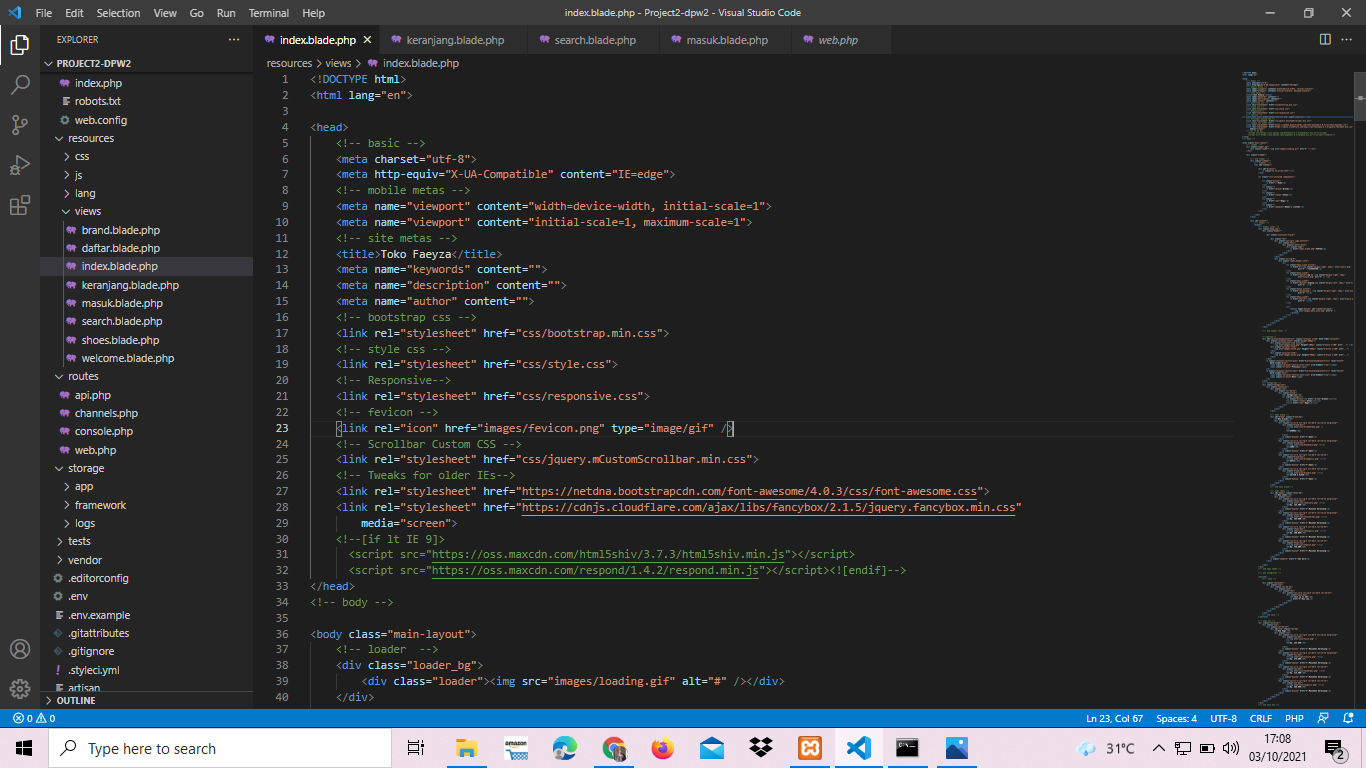 File Edit Selection View Go Run Terminal Help
index.blade.php - Project2-dpw2 - Visual Studio Code
EXPLORER
PROJECT2-DPW2
index.php
robots.txt
web.config
resources
css
js
lang
views
brand.blade.php
daftar.blade.php
index.blade.php
keranjang.blade.php
masuk.blade.php
search.blade.php
shoes.blade.php
welcome.blade.php
routes
api.php
channels.php
console.php
web.php
storage
app
framework
logs
tests
vendor
.editorconfig
.env
.env.example
.gitattributes
.gitignore
.styleci.yml
artisan
OUTLINE
index.blade.php keranjang.blade.php search.blade.php masuk.blade.php web.php
resources > views > index.blade.php
1 <!DOCTYPE html>
2 <html lang="en">
3
4 <head>
5 <!-- basic -->
6 <meta charset="utf-8">
7 <meta http-equiv="X-UA-Compatible" content="IE=edge">
8 <!-- mobile metas -->
9 <meta name="viewport" content="width=device-width, initial-scale=1">
10 <meta name="viewport" content="initial-scale=1, maximum-scale=1">
11 <!-- site metas -->
12 <title>Toko Faeyza</title>
13 <meta name="keywords" content="">
14 <meta name="description" content="">
15 <meta name="author" content="">
16 <!-- bootstrap css -->
17 <link rel="stylesheet" href="css/bootstrap.min.css">
18 <!-- style css -->
19 <link rel="stylesheet" href="css/style.css">
20 <!-- Responsive-->
21 <link rel="stylesheet" href="css/responsive.css">
22 <!-- fevicon -->
23 <link rel="icon" href="images/fevicon.png" type="image/gif" />
24 <!-- Scrollbar Custom CSS -->
25 <link rel="stylesheet" href="css/jquery.mCustomScrollbar.min.css">
26 <!-- Tweaks for older IEs-->
27 <link rel="stylesheet" href="https://netdna.bootstrapcdn.com/font-awesome/4.0.3/css/font-awesome.css">
28 <link rel="stylesheet" href="https://cdnjs.cloudflare.com/ajax/libs/fancybox/2.1.5/jquery.fancybox.min.css"
29 media="screen">
30 <!--[if lt IE 9]>
31 <script src="https://oss.maxcdn.com/html5shiv/3.7.3/html5shiv.min.js"></script>
32 <script src="https://oss.maxcdn.com/respond/1.4.2/respond.min.js"></script><![endif]-->
33 </head>
34 <!-- body -->
35
36 <body class="main-layout">
37 <!-- loader  -->
38 <div class="loader_bg">
39 <div class="loader"><img src="images/loading.gif" alt="#" /></div>
40 </div>
0 0 Ln 23, Col 67 Spaces: 4 UTF-8 CRLF PHP
Type here to search
amazon
31°C
17:08
03/10/2021
2